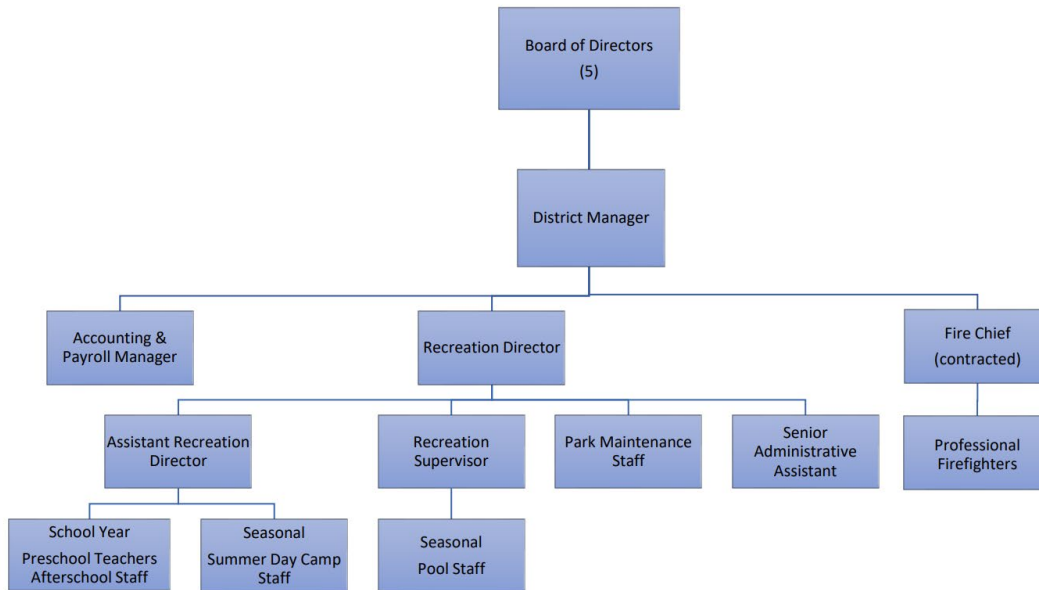 Board of Directors
(5)
District Manager
Accounting &
Payroll Manager
Recreation Director
Fire Chief
(contracted)
Assistant Recreation
Director
Recreation
Supervisor
Park Maintenance
Staff
Senior
Administrative
Assistant
Professional
Firefighters
School Year
Preschool Teachers
Afterschool Staff
Seasonal
Summer Day Camp
Staff
Seasonal
Pool Staff